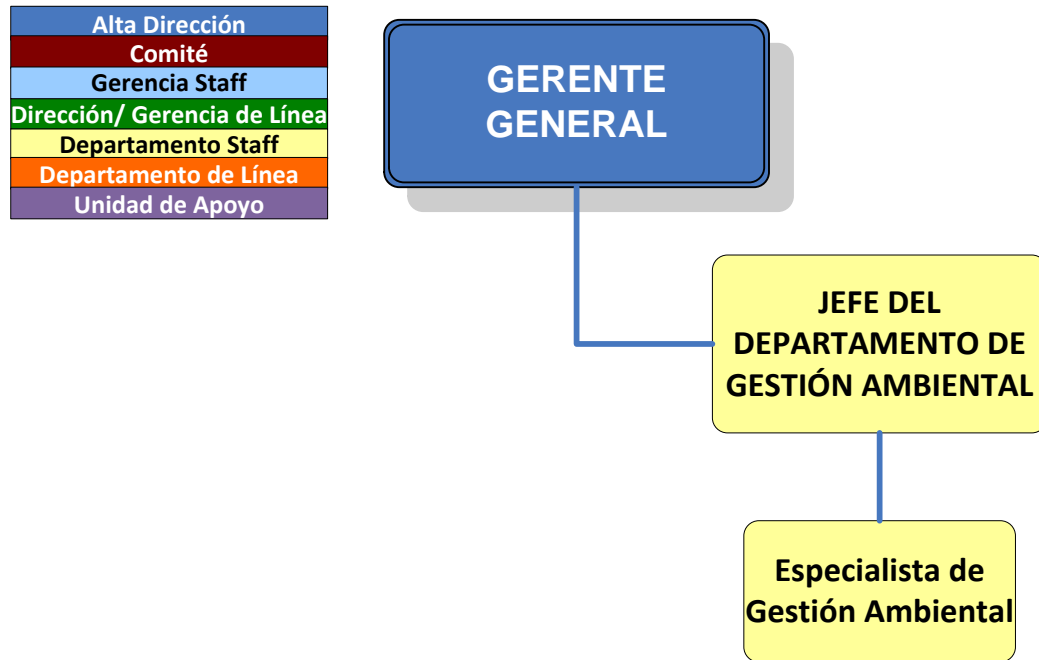 Alta Dirección
Comité
Gerencia Staff
Dirección/ Gerencia de Línea
Departamento Staff
Departamento de Línea
Unidad de Apoyo
GERENTE
GENERAL
JEFE DEL
DEPARTAMENTO DE
GESTIÓN AMBIENTAL
Especialista de
Gestión Ambiental